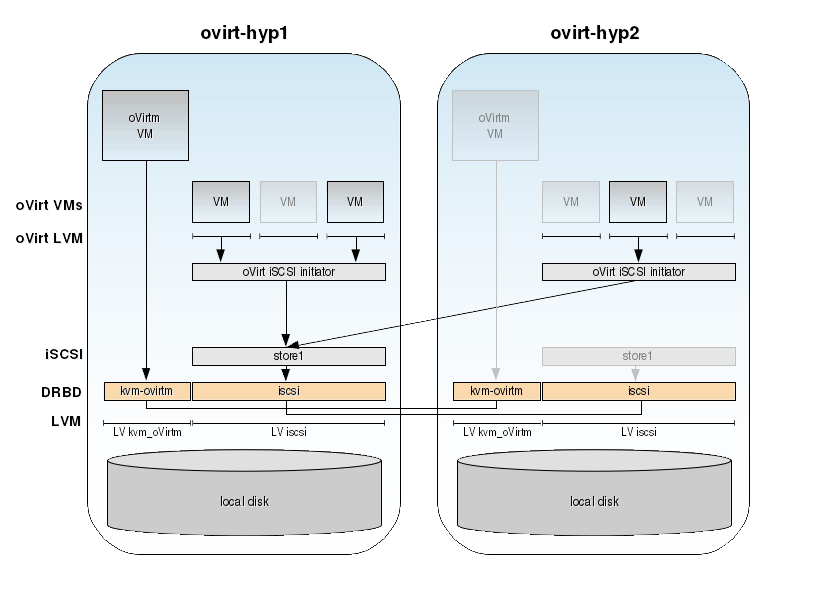 ovirt-hyp1 ovirt-hyp2
oVirtm
VM
oVirtm
VM
oVirt VMs VM VM VM VM VM VM
oVirt LVM
oVirt iSCSI initiator oVirt iSCSI initiator
iSCSI store1 store1
DRBD kvm-ovirtm iscsi kvm-ovirtm iscsi
LVM
LV kvm_oVirtm LV iscsi LV kvm_oVirtm LV iscsi
local disk local disk